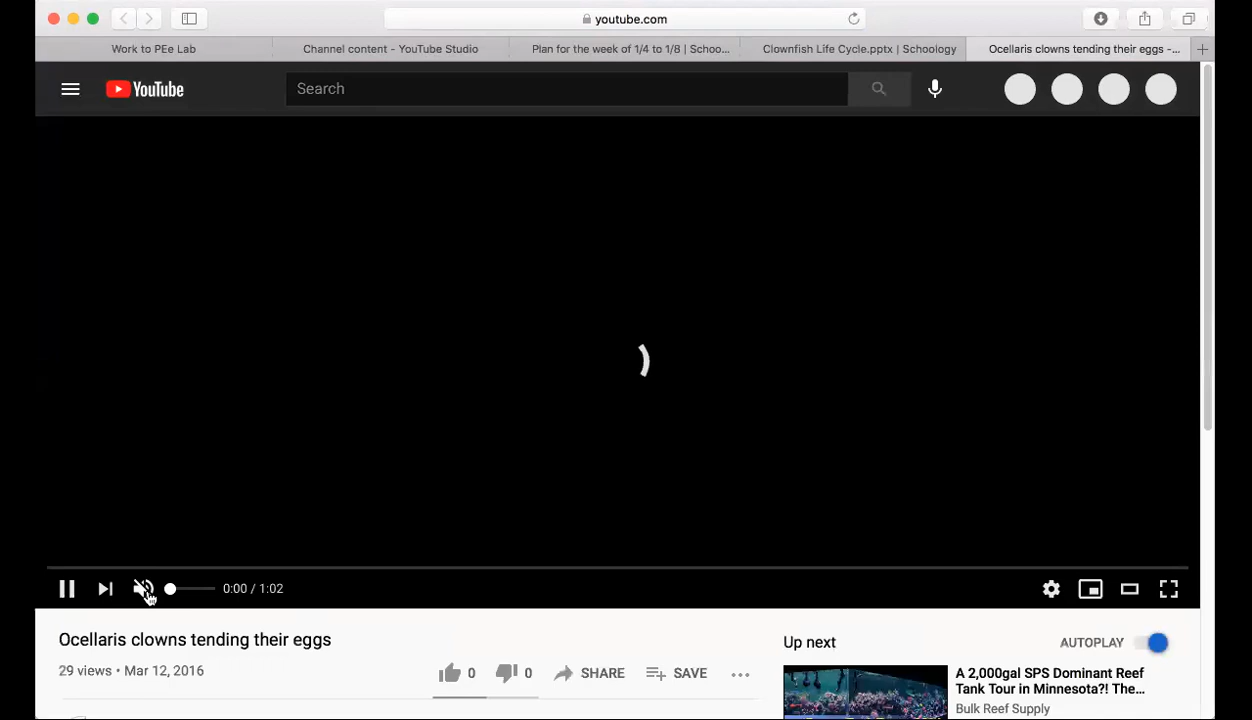 youtube.com
Work to PEe Lab
Channel content - YouTube Studio
Plan for the week of 1/4 to 1/8 | Schoo...
Clownfish Life Cycle.pptx | Schoology
Ocellaris clowns tending their eggs -...
YouTube
Search
0:00 / 1:02
Ocellaris clowns tending their eggs
29 views • Mar 12, 2016
0
0
SHARE
SAVE
Up next
AUTOPLAY
A 2,000gal SPS Dominant Reef
Tank Tour in Minnesota?! The...
Bulk Reef Supply